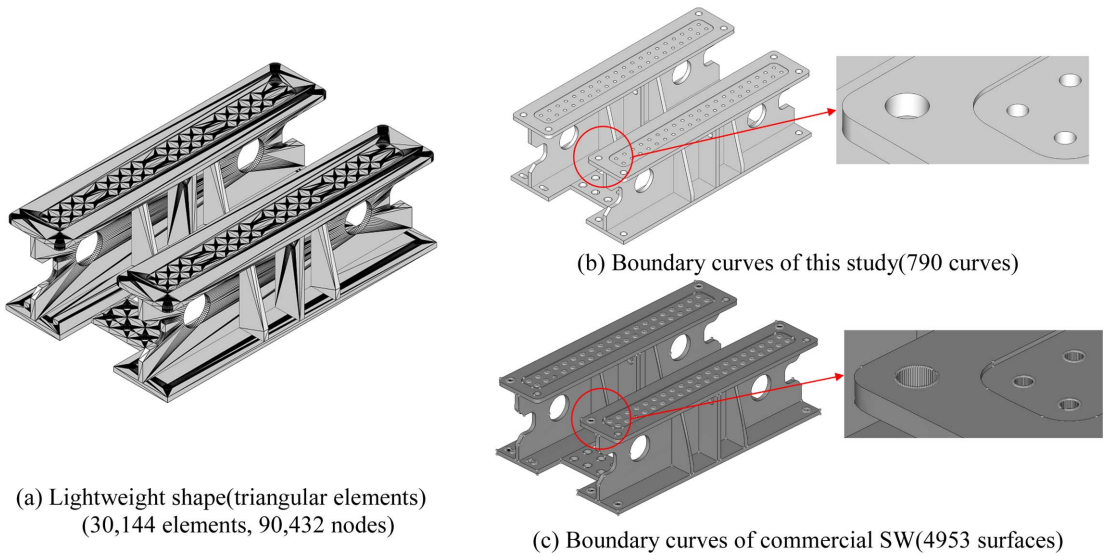 (a) Lightweight shape(triangular elements)
(30,144 elements, 90,432 nodes)
(b) Boundary curves of this study(790 curves)
(c) Boundary curves of commercial SW(4953 surfaces)